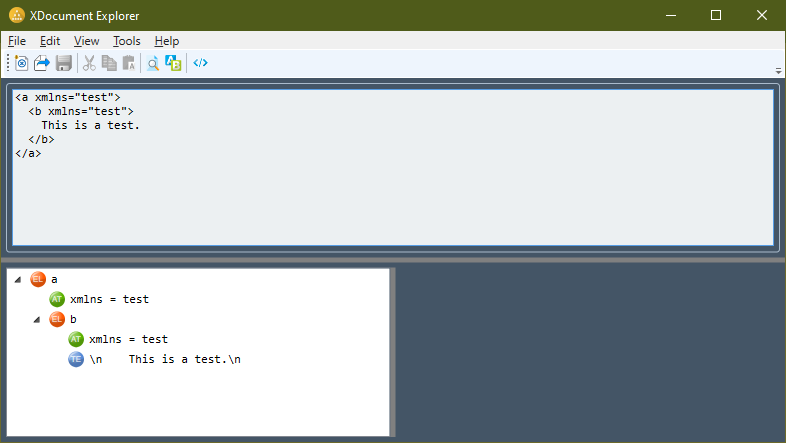 XDocument Explorer
File Edit View Tools Help
<a xmlns="test">
  <b xmlns="test">
    This is a test.
  </b>
</a>
EL a
AT xmlns = test
EL b
AT xmlns = test
TE \n    This is a test.\n